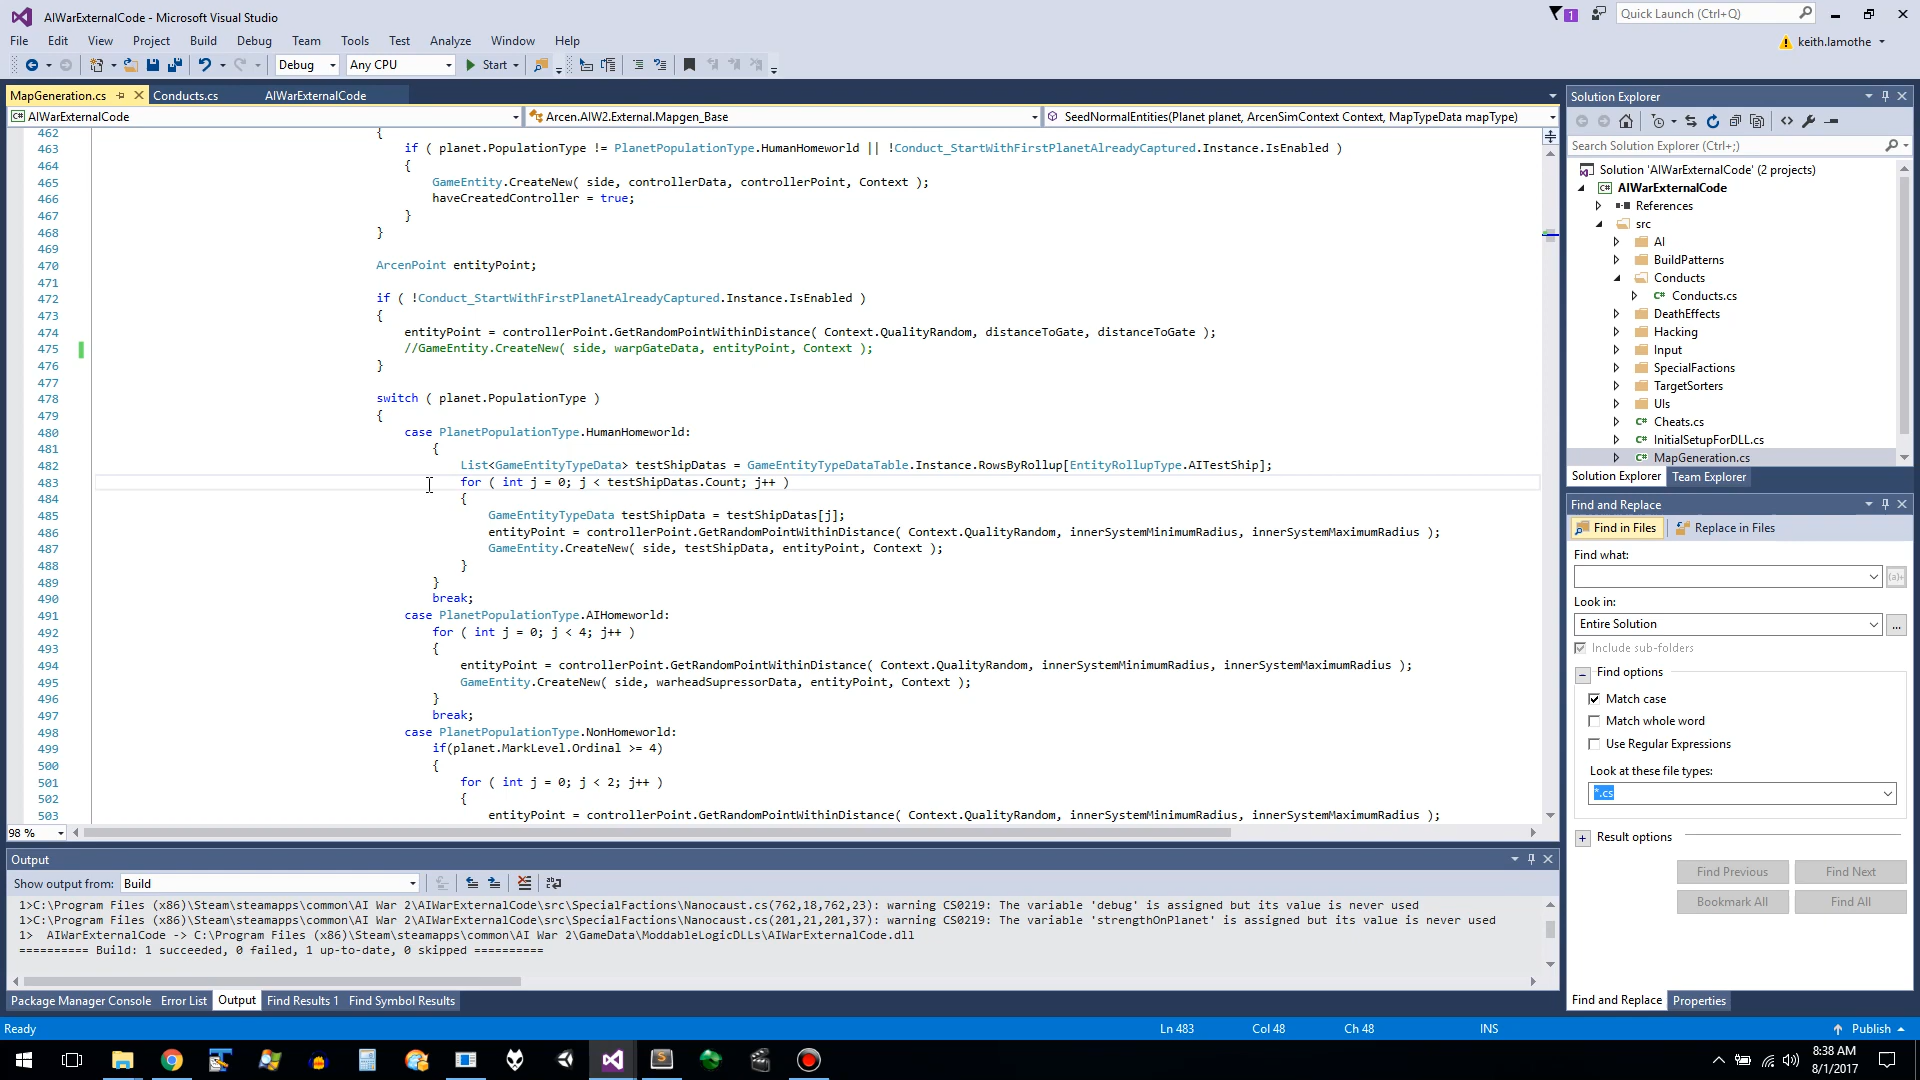 AIWarExternalCode - Microsoft Visual Studio
1
Quick Launch (Ctrl+Q)
File Edit View Project Build Debug Team Tools Test Analyze Window Help
keith.lamothe
Debug Any CPU Start
MapGeneration.cs Conducts.cs AIWarExternalCode
AIWarExternalCode Arcen.AIW2.External.Mapgen_Base SeedNormalEntities(Planet planet, ArcenSimContext Context, MapTypeData mapType)
462 {
463 if ( planet.PopulationType != PlanetPopulationType.HumanHomeworld || !Conduct_StartWithFirstPlanetAlreadyCaptured.Instance.IsEnabled )
464 {
465 GameEntity.CreateNew( side, controllerData, controllerPoint, Context );
466 haveCreatedController = true;
467 }
468 }
469
470 ArcenPoint entityPoint;
471
472 if ( !Conduct_StartWithFirstPlanetAlreadyCaptured.Instance.IsEnabled )
473 {
474 entityPoint = controllerPoint.GetRandomPointWithinDistance( Context.QualityRandom, distanceToGate, distanceToGate );
475 //GameEntity.CreateNew( side, warpGateData, entityPoint, Context );
476 }
477
478 switch ( planet.PopulationType )
479 {
480 case PlanetPopulationType.HumanHomeworld:
481 {
482 List<GameEntityTypeData> testShipDatas = GameEntityTypeDataTable.Instance.RowsByRollup[EntityRollupType.AITestShip];
483 for ( int j = 0; j < testShipDatas.Count; j++ )
484 {
485 GameEntityTypeData testShipData = testShipDatas[j];
486 entityPoint = controllerPoint.GetRandomPointWithinDistance( Context.QualityRandom, innerSystemMinimumRadius, innerSystemMaximumRadius );
487 GameEntity.CreateNew( side, testShipData, entityPoint, Context );
488 }
489 }
490 break;
491 case PlanetPopulationType.AIHomeworld:
492 for ( int j = 0; j < 4; j++ )
493 {
494 entityPoint = controllerPoint.GetRandomPointWithinDistance( Context.QualityRandom, innerSystemMinimumRadius, innerSystemMaximumRadius );
495 GameEntity.CreateNew( side, warheadSupressorData, entityPoint, Context );
496 }
497 break;
498 case PlanetPopulationType.NonHomeworld:
499 if(planet.MarkLevel.Ordinal >= 4)
500 {
501 for ( int j = 0; j < 2; j++ )
502 {
503 entityPoint = controllerPoint.GetRandomPointWithinDistance( Context.QualityRandom, innerSystemMinimumRadius, innerSystemMaximumRadius );
98 %
Output
Show output from: Build
1>C:\Program Files (x86)\Steam\steamapps\common\AI War 2\AIWarExternalCode\src\SpecialFactions\Nanocaust.cs(762,18,762,23): warning CS0219: The variable 'debug' is assigned but its value is never used
1>C:\Program Files (x86)\Steam\steamapps\common\AI War 2\AIWarExternalCode\src\SpecialFactions\Nanocaust.cs(201,21,201,37): warning CS0219: The variable 'strengthOnPlanet' is assigned but its value is never used
1> AIWarExternalCode -> C:\Program Files (x86)\Steam\steamapps\common\AI War 2\GameData\ModdableLogicDLLs\AIWarExternalCode.dll
========== Build: 1 succeeded, 0 failed, 1 up-to-date, 0 skipped ==========
Package Manager Console Error List Output Find Results 1 Find Symbol Results
Solution Explorer
Search Solution Explorer (Ctrl+;)
Solution 'AIWarExternalCode' (2 projects)
C# AIWarExternalCode
References
src
AI
BuildPatterns
Conducts
C# Conducts.cs
DeathEffects
Hacking
Input
SpecialFactions
TargetSorters
UIs
C# Cheats.cs
C# InitialSetupForDLL.cs
C# MapGeneration.cs
Solution Explorer Team Explorer
Find and Replace
Find in Files Replace in Files
Find what:
(a)+
Look in:
Entire Solution
...
Include sub-folders
Find options
Match case
Match whole word
Use Regular Expressions
Look at these file types:
*.cs
Result options
Find Previous Find Next
Bookmark All Find All
Find and Replace Properties
Ready Ln 483 Col 48 Ch 48 INS Publish
8:38 AM
8/1/2017